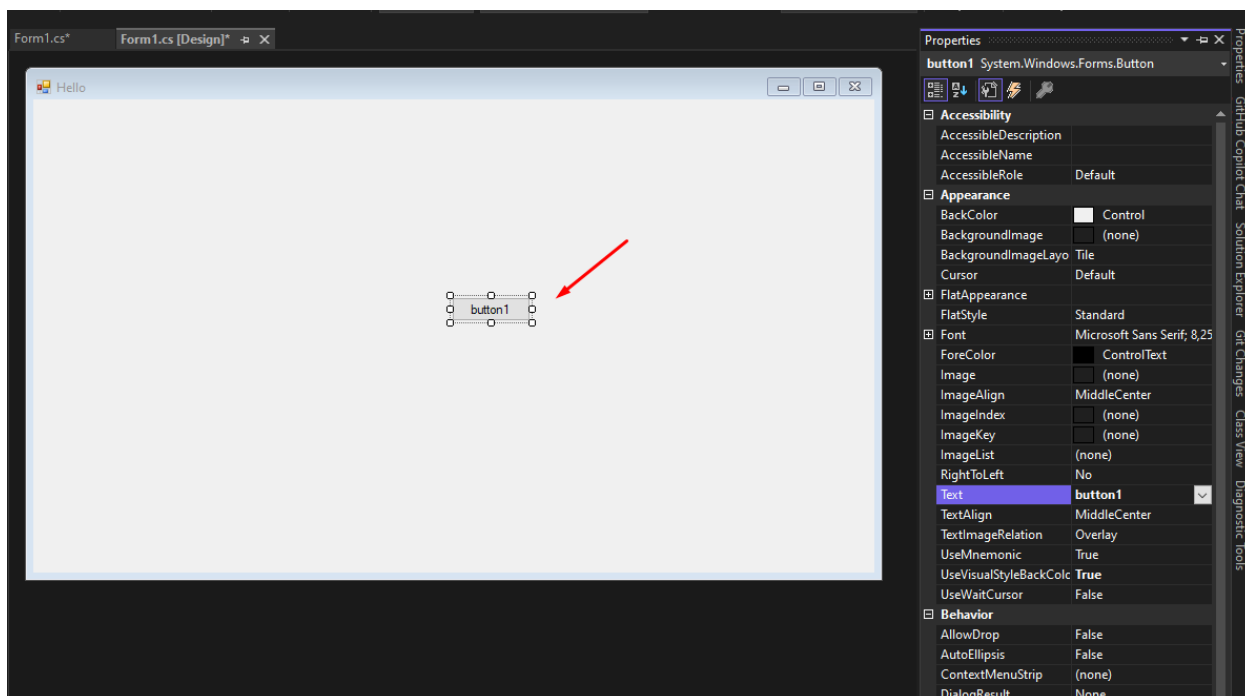 Form1.cs*
Form1.cs [Design]*
Hello
button1
Properties
button1 System.Windows.Forms.Button
Accessibility
AccessibleDescription
AccessibleName
AccessibleRole Default
Appearance
BackColor Control
BackgroundImage (none)
BackgroundImageLayo Tile
Cursor Default
FlatAppearance
FlatStyle Standard
Font Microsoft Sans Serif; 8,25
ForeColor ControlText
Image (none)
ImageAlign MiddleCenter
ImageIndex (none)
ImageKey (none)
ImageList (none)
RightToLeft No
Text button1
TextAlign MiddleCenter
TextImageRelation Overlay
UseMnemonic True
UseVisualStyleBackColo True
UseWaitCursor False
Behavior
AllowDrop False
AutoEllipsis False
ContextMenuStrip (none)
DialogResult None
Properties
GitHub Copilot Chat
Solution Explorer
Git Changes
Class View
Diagnostic Tools